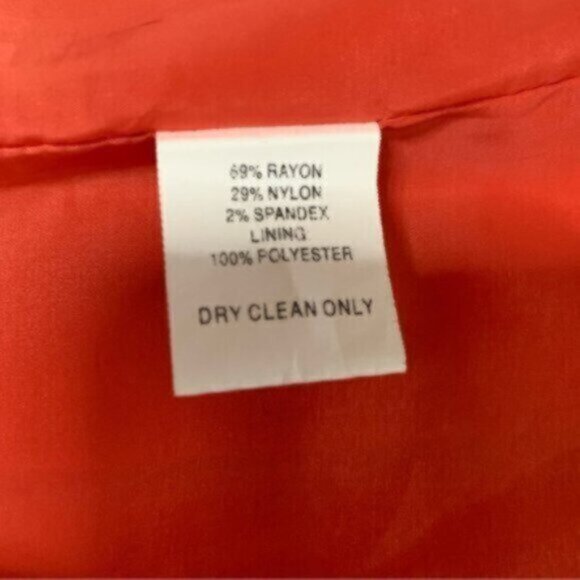 69% RAYON
29% NYLON
2% SPANDEX
LINING
100% POLYESTER
DRY CLEAN ONLY